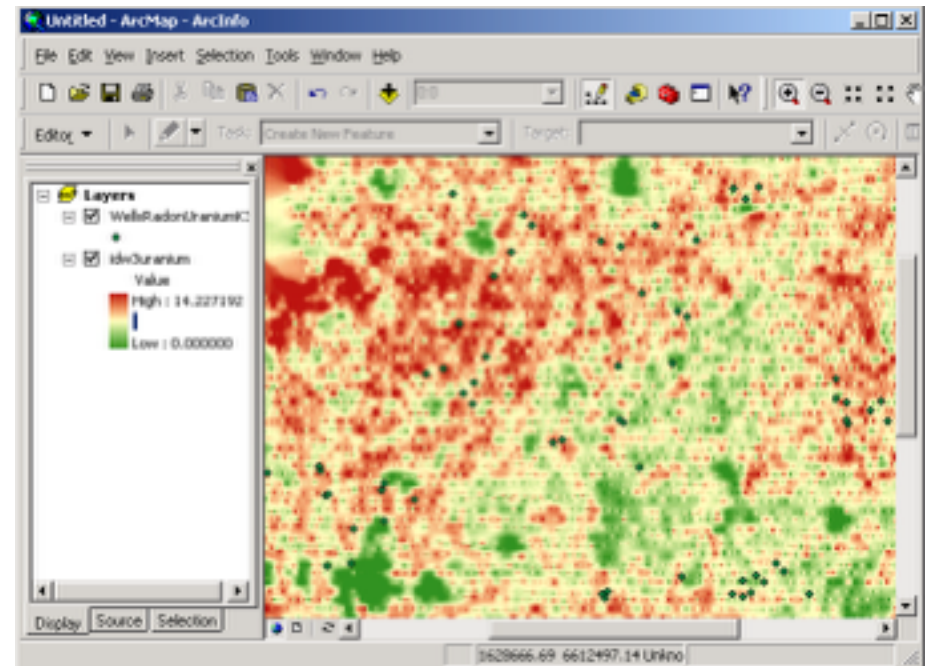 Untitled - ArcMap - ArcInfo
File Edit View Insert Selection Tools Window Help
Editor Task: Create New Feature Target:
Layers
WellsRadonUranium
idw3uranium
Value
High : 14.227192
Low : 0.000000
Display Source Selection
1628666.69 6612497.14 Unkno